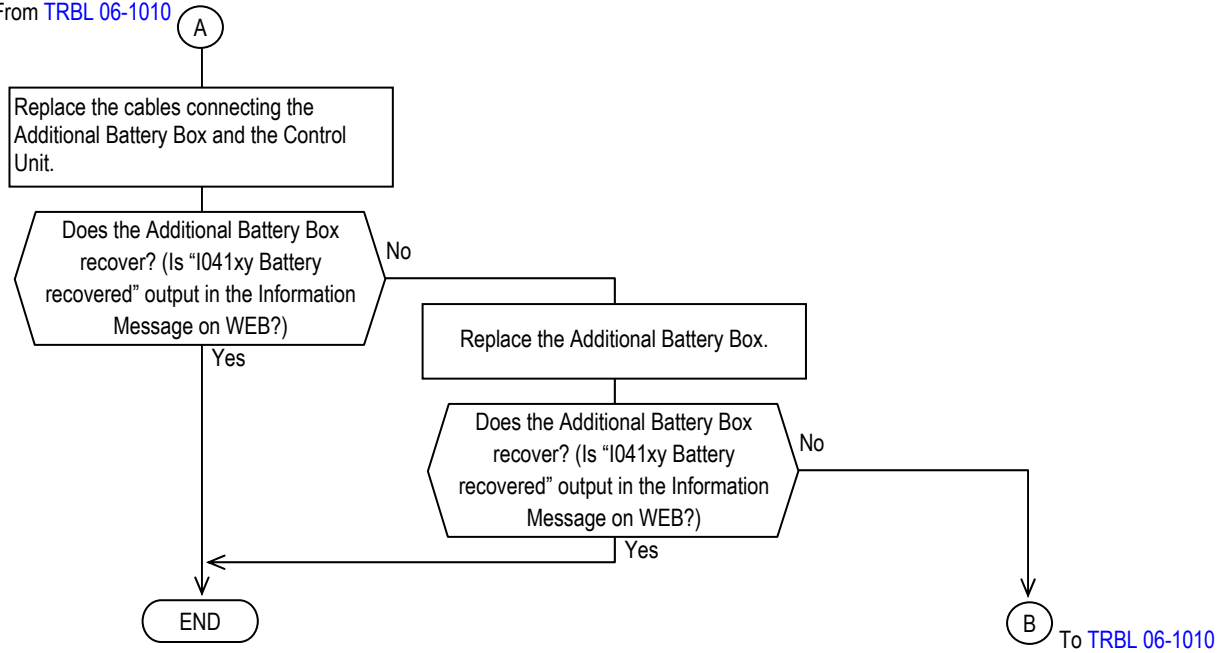 From TRBL 06-1010
A
Replace the cables connecting the
Additional Battery Box and the Control
Unit.
Does the Additional Battery Box
recover? (Is “I041xy Battery
recovered” output in the Information
Message on WEB?)
No
Yes
Replace the Additional Battery Box.
Does the Additional Battery Box
recover? (Is “I041xy Battery
recovered” output in the Information
Message on WEB?)
No
Yes
END
B
To TRBL 06-1010